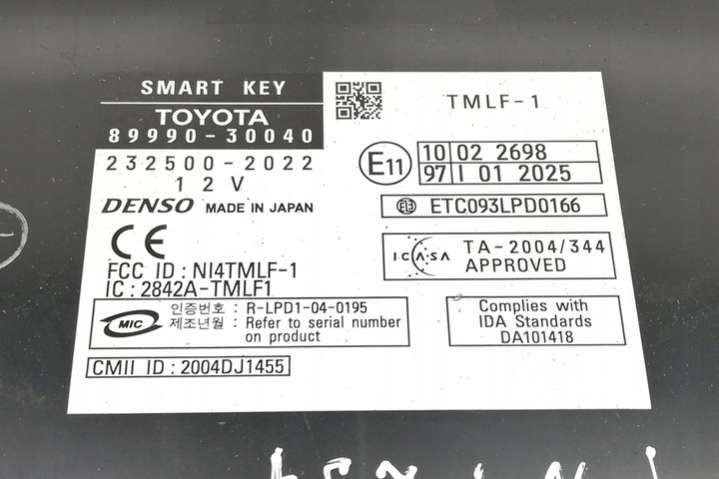 SMART KEY
TOYOTA
89990-30040
232500-2022
12V
DENSO MADE IN JAPAN
CE
FCC ID : NI4TMLF-1
IC : 2842A-TMLF1
MIC
인증번호 : R-LPD1-04-0195
제조년월 : Refer to serial number
on product
CMII ID : 2004DJ1455
TMLF-1
E11
10 02 2698
97 I 01 2025
ETC093LPD0166
ICASA
TA-2004/344
APPROVED
Complies with
IDA Standards
DA101418